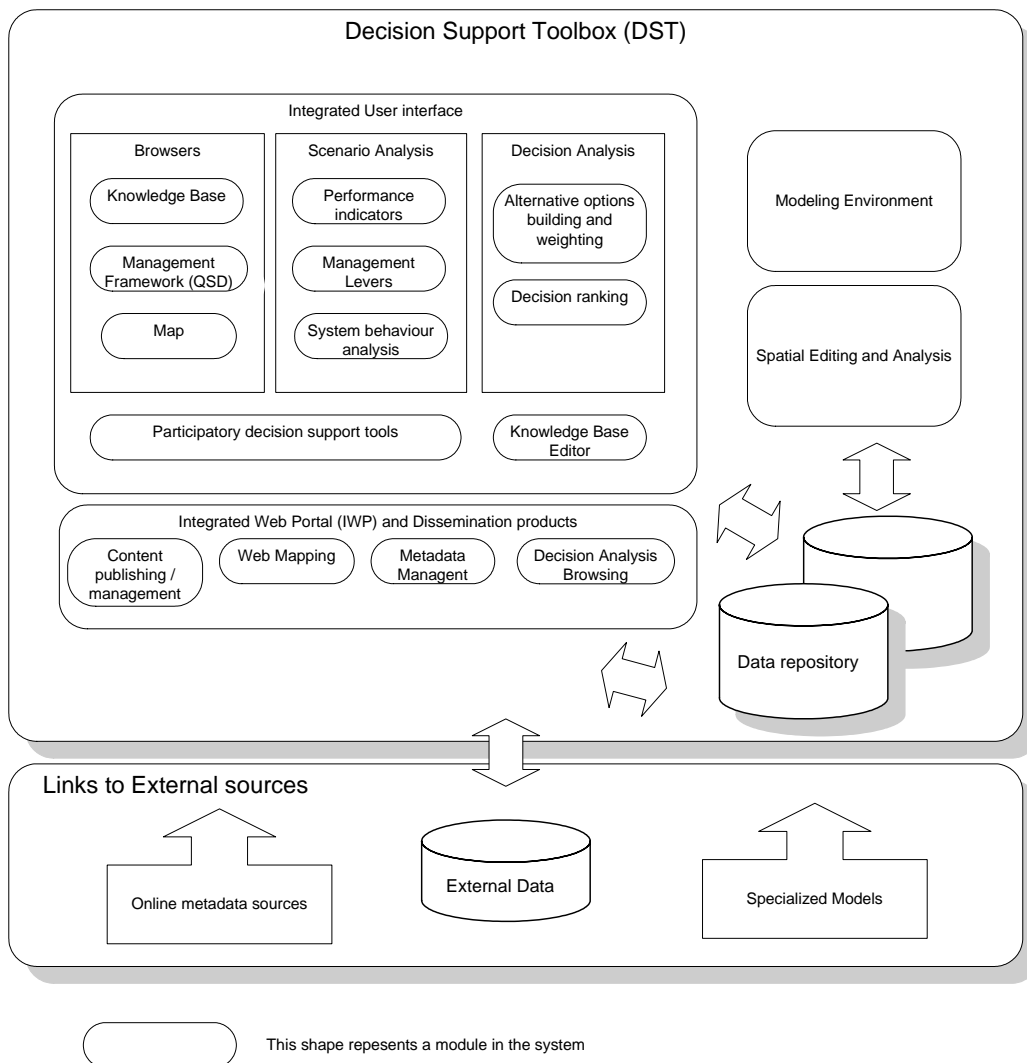 Decision Support Toolbox (DST)
Integrated User interface
Browsers
Knowledge Base
Management
Framework (QSD)
Map
Scenario Analysis
Performance
indicators
Management
Levers
System behaviour
analysis
Decision Analysis
Alternative options
building and
weighting
Decision ranking
Participatory decision support tools
Knowledge Base
Editor
Modeling Environment
Spatial Editing and Analysis
Integrated Web Portal (IWP) and Dissemination products
Content
publishing /
management
Web Mapping
Metadata
Managent
Decision Analysis
Browsing
Data repository
Links to External sources
Online metadata sources
External Data
Specialized Models
This shape repesents a module in the system